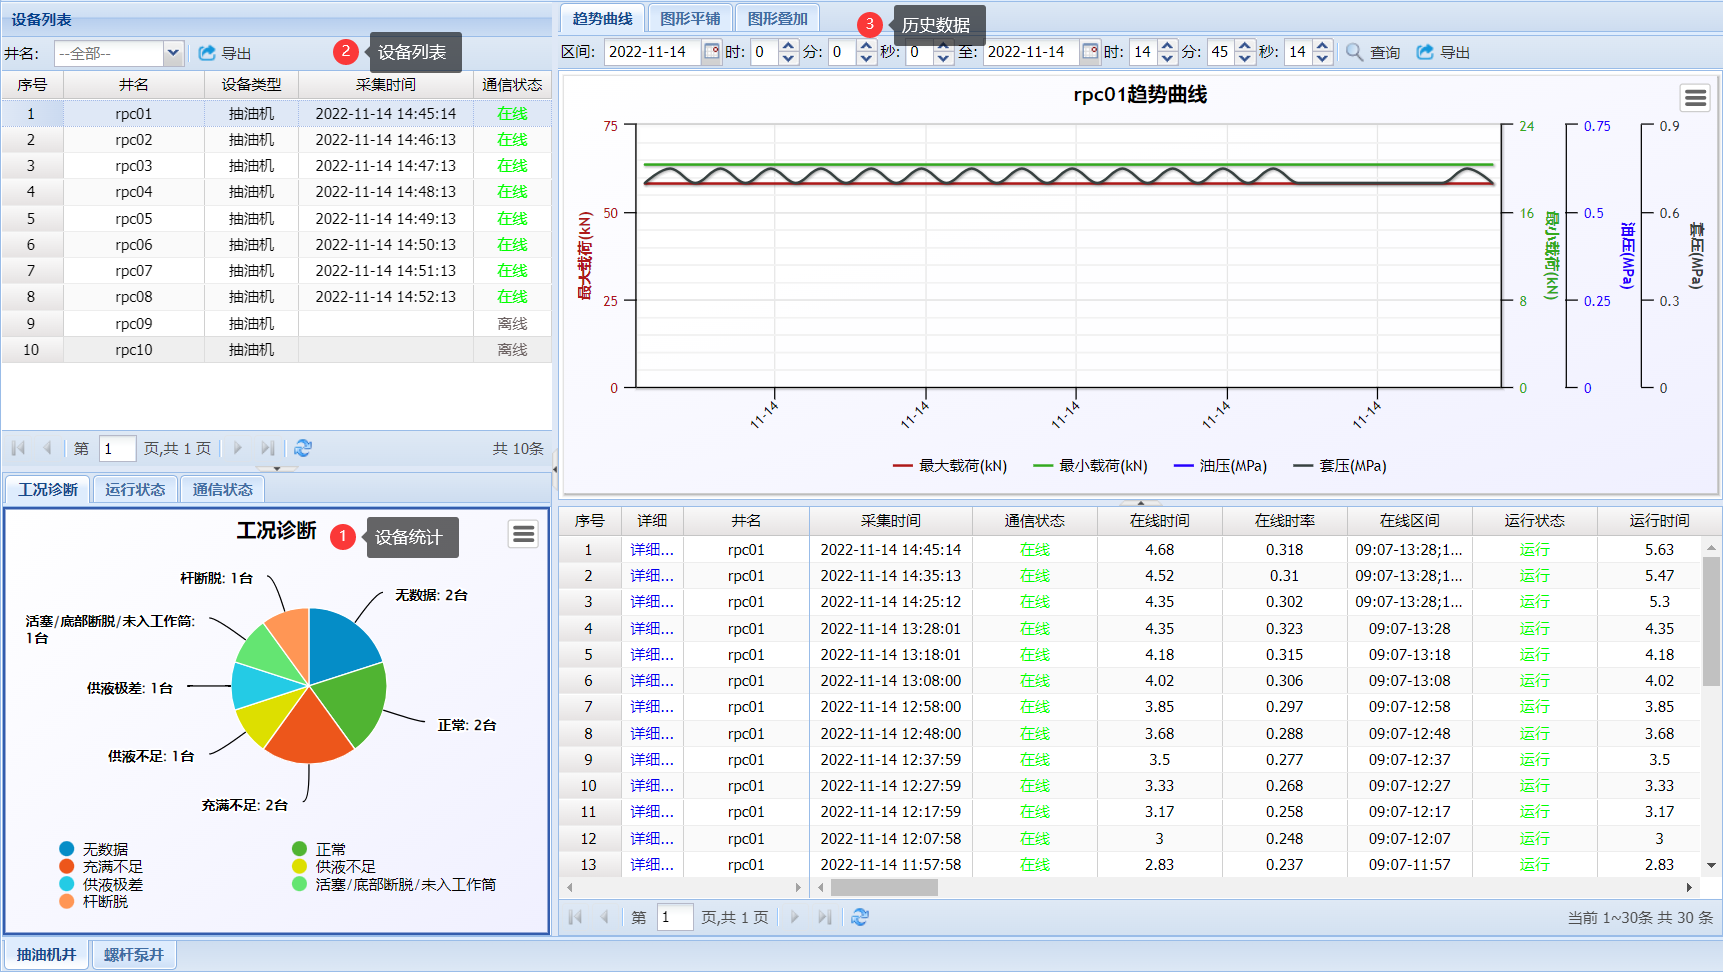 设备列表
井名: --全部-- 导出
2 设备列表
序号 井名 设备类型 采集时间 通信状态
1 rpc01 抽油机 2022-11-14 14:45:14 在线
2 rpc02 抽油机 2022-11-14 14:46:13 在线
3 rpc03 抽油机 2022-11-14 14:47:13 在线
4 rpc04 抽油机 2022-11-14 14:48:13 在线
5 rpc05 抽油机 2022-11-14 14:49:13 在线
6 rpc06 抽油机 2022-11-14 14:50:13 在线
7 rpc07 抽油机 2022-11-14 14:51:13 在线
8 rpc08 抽油机 2022-11-14 14:52:13 在线
9 rpc09 抽油机 离线
10 rpc10 抽油机 离线
第 1 页,共 1 页 共 10条
工况诊断 运行状态 通信状态
工况诊断
1 设备统计
杆断脱: 1台
无数据: 2台
活塞/底部断脱/未入工作筒:
1台
供液极差: 1台
正常: 2台
供液不足: 1台
充满不足: 2台
无数据 正常
充满不足 供液不足
供液极差 活塞/底部断脱/未入工作筒
杆断脱
抽油机井 螺杆泵井
趋势曲线 图形平铺 图形叠加
3 历史数据
区间: 2022-11-14 时: 0 分: 0 秒: 0 至: 2022-11-14 时: 14 分: 45 秒: 14 查询 导出
rpc01趋势曲线
75 24 0.75 0.9
50 16 0.5 0.6
25 8 0.25 0.3
0 0 0 0
最大载荷(kN)
最小载荷(kN)
油压(MPa)
套压(MPa)
11-14 11-14 11-14 11-14 11-14
最大载荷(kN) 最小载荷(kN) 油压(MPa) 套压(MPa)
序号 详细 井名 采集时间 通信状态 在线时间 在线时率 在线区间 运行状态 运行时间
1 详细... rpc01 2022-11-14 14:45:14 在线 4.68 0.318 09:07-13:28;1... 运行 5.63
2 详细... rpc01 2022-11-14 14:35:13 在线 4.52 0.31 09:07-13:28;1... 运行 5.47
3 详细... rpc01 2022-11-14 14:25:12 在线 4.35 0.302 09:07-13:28;1... 运行 5.3
4 详细... rpc01 2022-11-14 13:28:01 在线 4.35 0.323 09:07-13:28 运行 4.35
5 详细... rpc01 2022-11-14 13:18:01 在线 4.18 0.315 09:07-13:18 运行 4.18
6 详细... rpc01 2022-11-14 13:08:00 在线 4.02 0.306 09:07-13:08 运行 4.02
7 详细... rpc01 2022-11-14 12:58:00 在线 3.85 0.297 09:07-12:58 运行 3.85
8 详细... rpc01 2022-11-14 12:48:00 在线 3.68 0.288 09:07-12:48 运行 3.68
9 详细... rpc01 2022-11-14 12:37:59 在线 3.5 0.277 09:07-12:37 运行 3.5
10 详细... rpc01 2022-11-14 12:27:59 在线 3.33 0.268 09:07-12:27 运行 3.33
11 详细... rpc01 2022-11-14 12:17:59 在线 3.17 0.258 09:07-12:17 运行 3.17
12 详细... rpc01 2022-11-14 12:07:58 在线 3 0.248 09:07-12:07 运行 3
13 详细... rpc01 2022-11-14 11:57:58 在线 2.83 0.237 09:07-11:57 运行 2.83
第 1 页,共 1 页 当前 1~30条 共 30 条